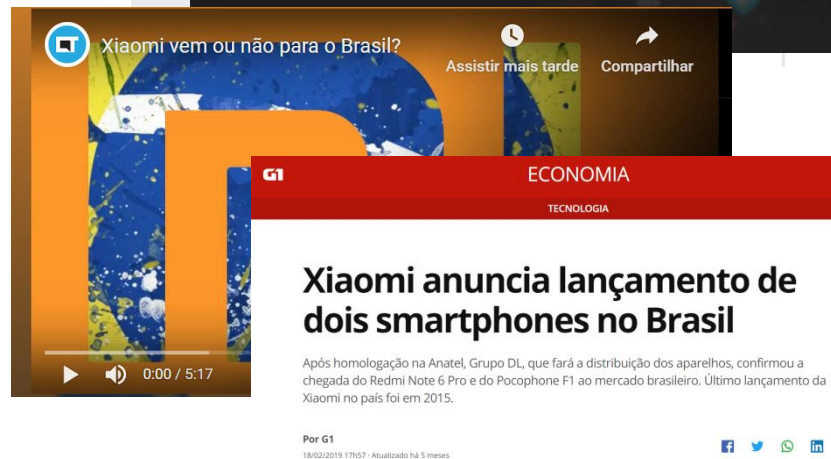 Xiaomi vem ou não para o Brasil?
Assistir mais tarde
Compartilhar
0:00 / 5:17
G1
ECONOMIA
TECNOLOGIA
Xiaomi anuncia lançamento de
dois smartphones no Brasil
Após homologação na Anatel, Grupo DL, que fará a distribuição dos aparelhos, confirmou a
chegada do Redmi Note 6 Pro e do Pocophone F1 ao mercado brasileiro. Último lançamento da
Xiaomi no país foi em 2015.
Por G1
18/02/2019 17h57 · Atualizado há 5 meses